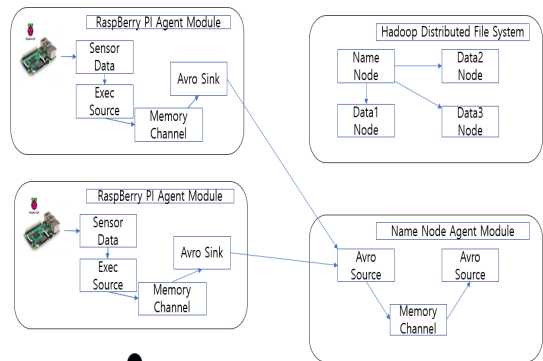 RaspBerry PI Agent Module
Sensor
Data
Exec
Source
Memory
Channel
Avro Sink
Hadoop Distributed File System
Name
Node
Data2
Node
Data1
Node
Data3
Node
RaspBerry PI Agent Module
Sensor
Data
Exec
Source
Memory
Channel
Avro Sink
Name Node Agent Module
Avro
Source
Avro
Source
Memory
Channel